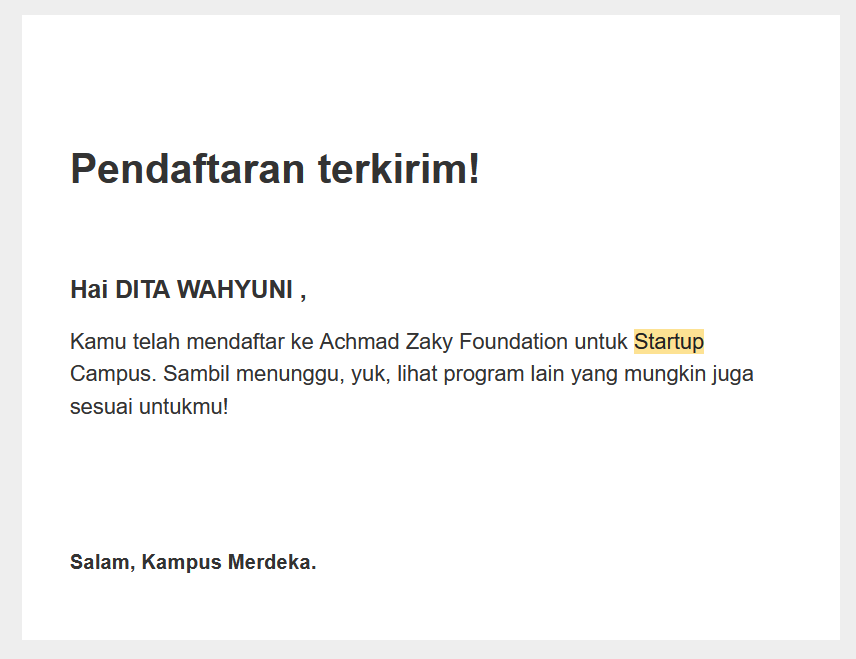 Pendaftaran terkirim!
Hai DITA WAHYUNI ,
Kamu telah mendaftar ke Achmad Zaky Foundation untuk Startup
Campus. Sambil menunggu, yuk, lihat program lain yang mungkin juga
sesuai untukmu!
Salam, Kampus Merdeka.